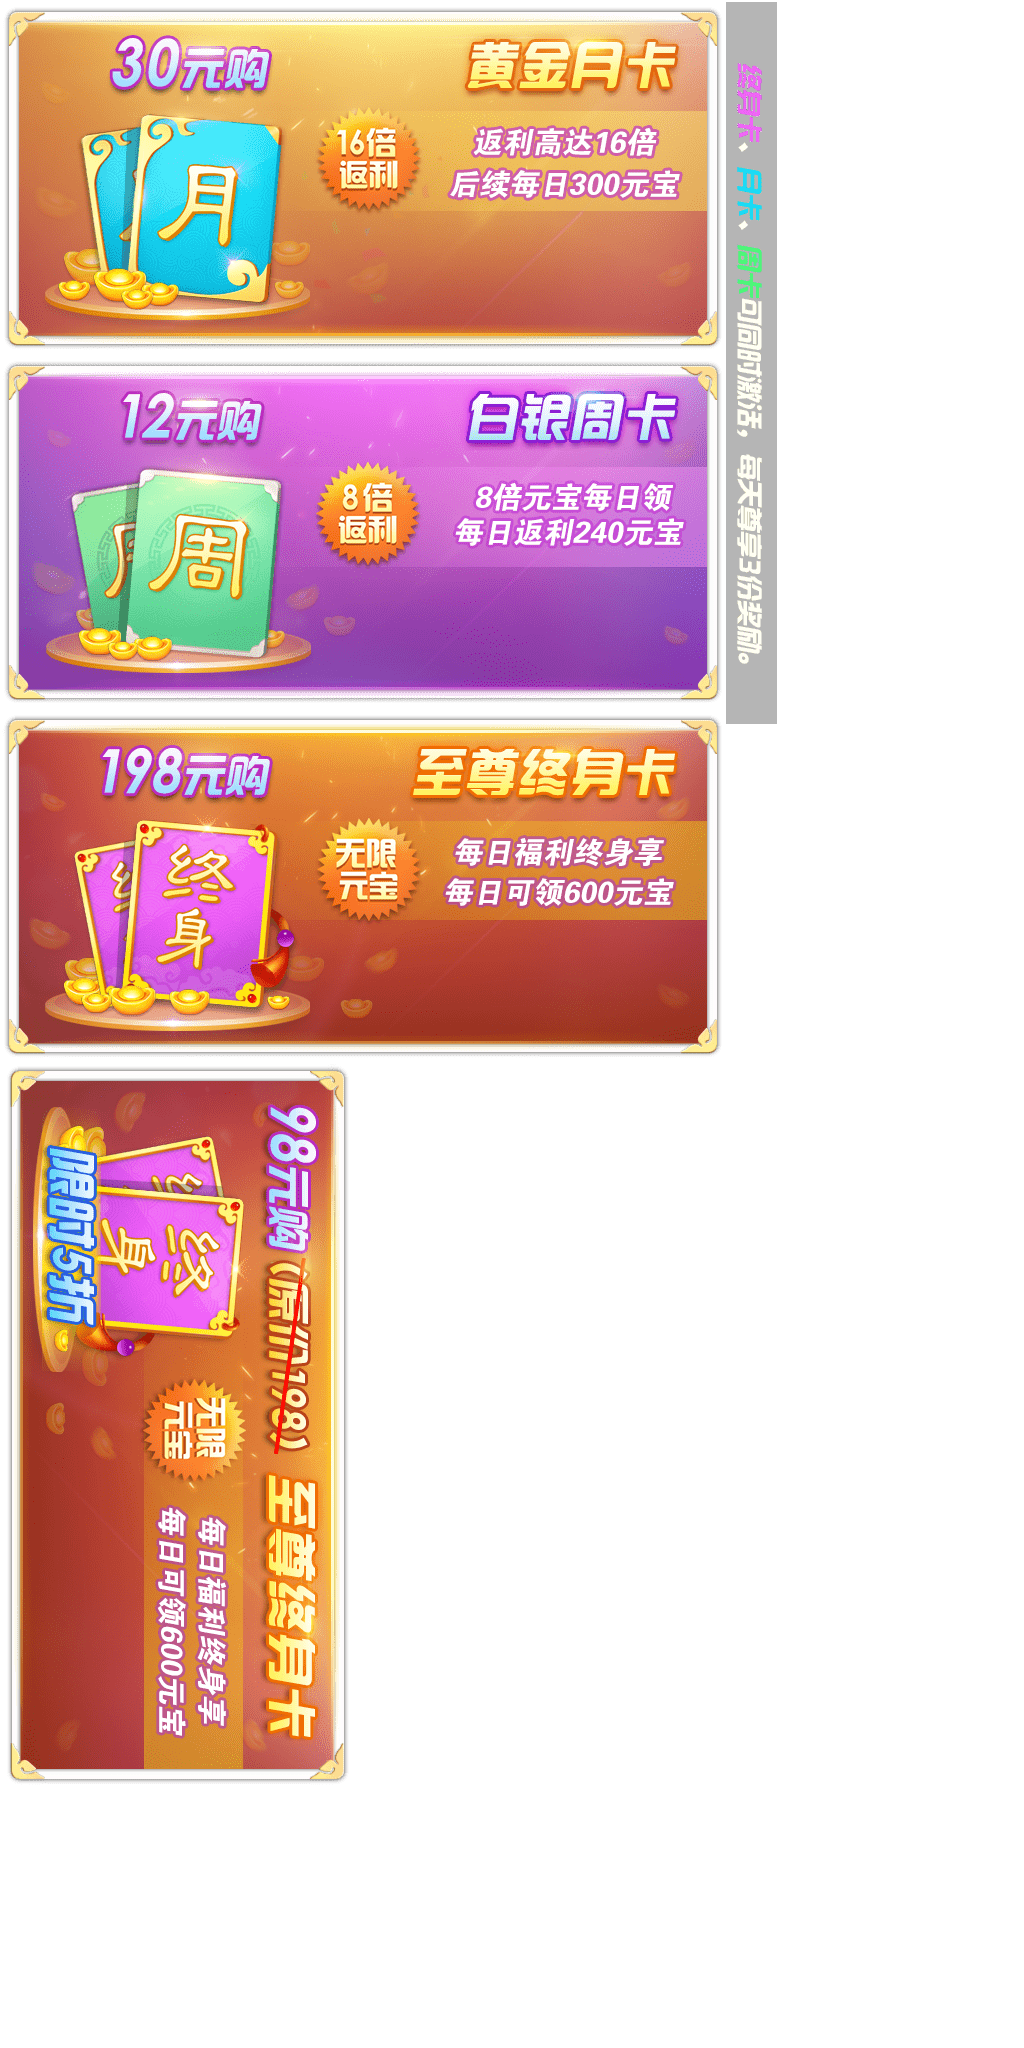 30元购
黄金月卡
月
16倍
返利
返利高达16倍
后续每日300元宝
12元购
白银周卡
周
周
8倍
返利
8倍元宝每日领
每日返利240元宝
198元购
至尊终身卡
终
身
无限
元宝
每日福利终身享
每日可领600元宝
98元购(原价198)
至尊终身卡
终
身
限时5折
无限
元宝
每日福利终身享
每日可领600元宝
终身卡、月卡、周卡可同时激活，每天尊享3份奖励。